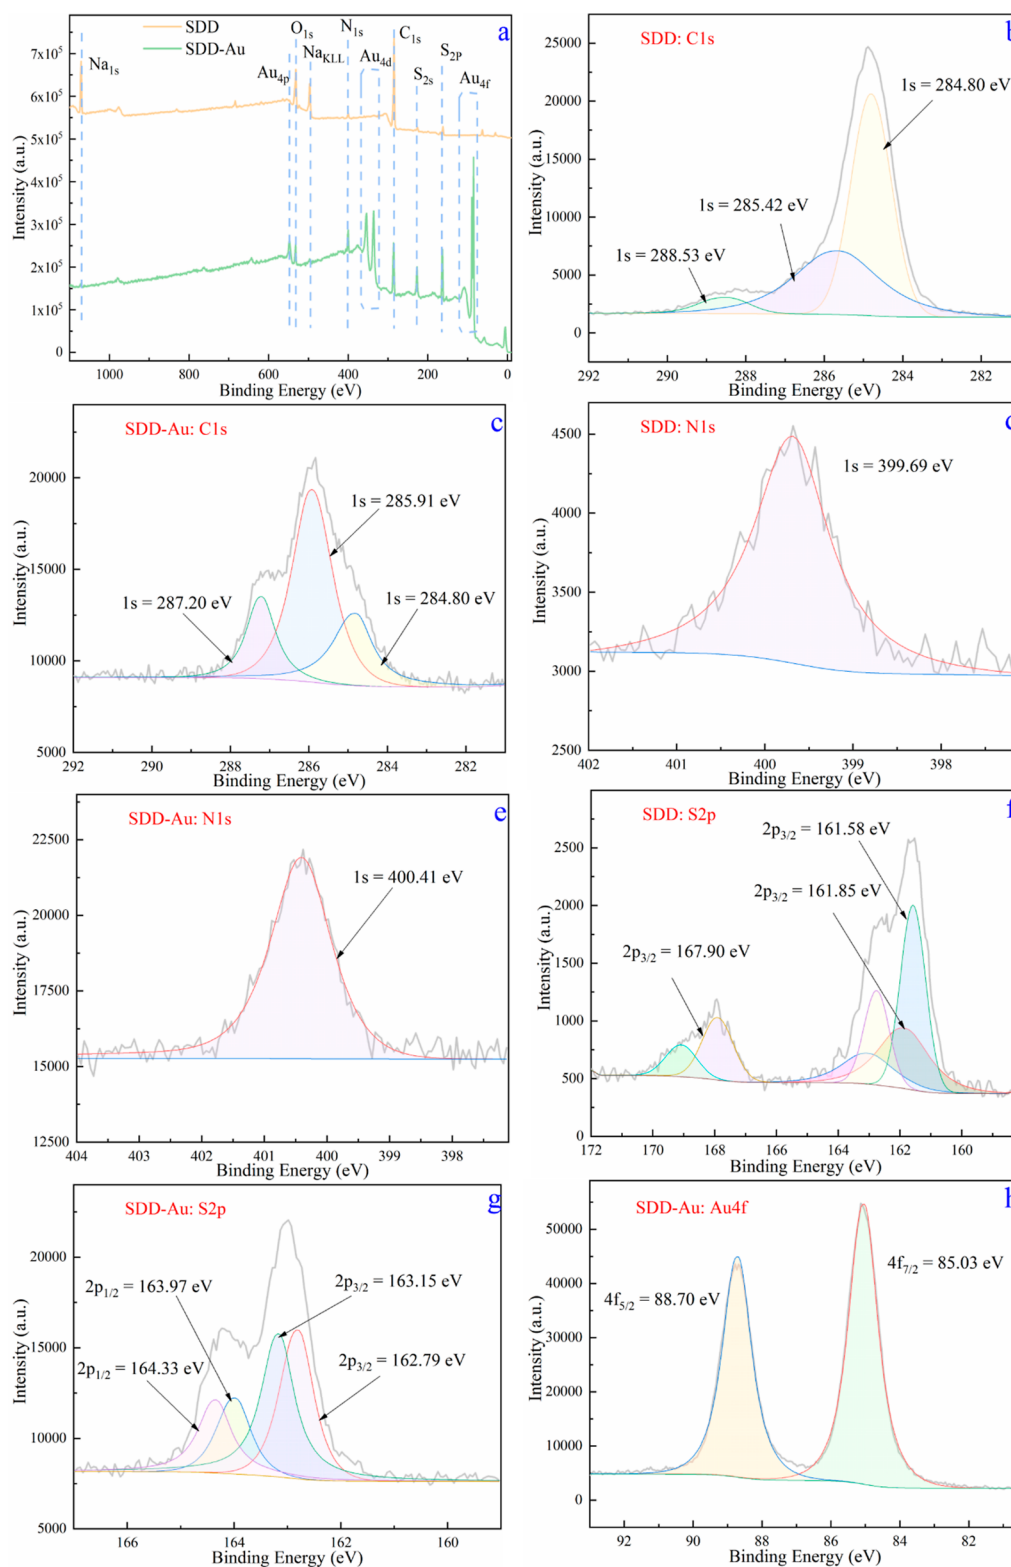 SDD
SDD-Au
a
O1s
N1s
C1s
Na1s
Au4p
NaKLL
Au4d
S2s
S2P
Au4f
7x10⁵
6x10⁵
5x10⁵
4x10⁵
3x10⁵
2x10⁵
1x10⁵
0
1000 800 600 400 200 0
Intensity (a.u.)
Binding Energy (eV)
SDD: C1s
b
1s = 284.80 eV
1s = 285.42 eV
1s = 288.53 eV
25000
20000
15000
10000
5000
0
292 290 288 286 284 282
Intensity (a.u.)
Binding Energy (eV)
SDD-Au: C1s
c
1s = 285.91 eV
1s = 287.20 eV
1s = 284.80 eV
20000
15000
10000
5000
292 290 288 286 284 282
Intensity (a.u.)
Binding Energy (eV)
SDD: N1s
1s = 399.69 eV
4500
4000
3500
3000
2500
402 401 400 399 398
Intensity (a.u.)
Binding Energy (eV)
SDD-Au: N1s
e
1s = 400.41 eV
22500
20000
17500
15000
12500
404 403 402 401 400 399 398
Intensity (a.u.)
Binding Energy (eV)
SDD: S2p
f
2p3/2 = 161.58 eV
2p3/2 = 161.85 eV
2p3/2 = 167.90 eV
2500
2000
1500
1000
500
0
172 170 168 166 164 162 160
Intensity (a.u.)
Binding Energy (eV)
SDD-Au: S2p
g
2p1/2 = 163.97 eV
2p3/2 = 163.15 eV
2p1/2 = 164.33 eV
2p3/2 = 162.79 eV
20000
15000
10000
5000
166 164 162 160
Intensity (a.u.)
Binding Energy (eV)
SDD-Au: Au4f
h
4f7/2 = 85.03 eV
4f5/2 = 88.70 eV
50000
40000
30000
20000
10000
0
92 90 88 86 84 82
Intensity (a.u.)
Binding Energy (eV)